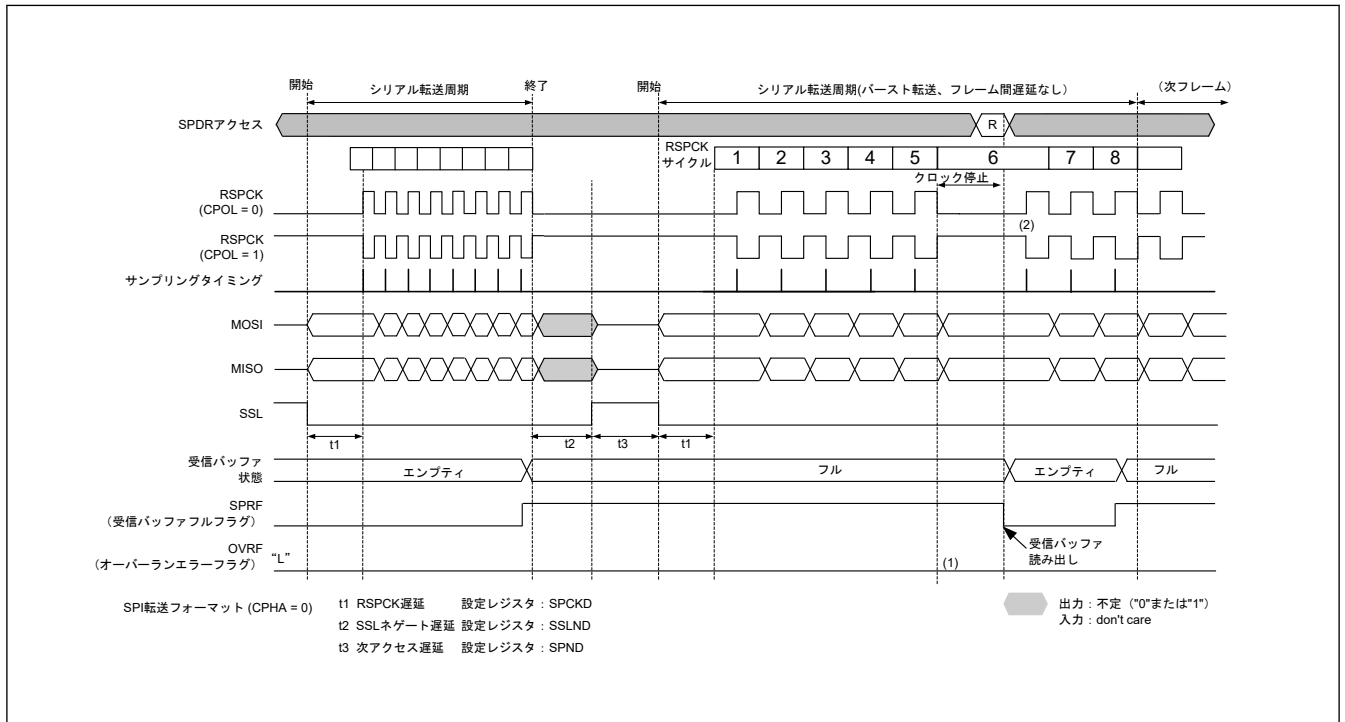 開始 シリアル転送周期 終了 開始 シリアル転送周期(バースト転送、フレーム間遅延なし) (次フレーム)
SPDRアクセス R
RSPCK
サイクル 1 2 3 4 5 6 7 8
クロック停止
RSPCK
(CPOL = 0)
(2)
RSPCK
(CPOL = 1)
サンプリングタイミング
MOSI
MISO
SSL
t1 t2 t3 t1
受信バッファ
状態 エンプティ フル エンプティ フル
SPRF
(受信バッファフルフラグ)
受信バッファ
読み出し
OVRF
(オーバーランエラーフラグ) “L” (1)
SPI転送フォーマット (CPHA = 0)
t1 RSPCK遅延 設定レジスタ:SPCKD
t2 SSLネゲート遅延 設定レジスタ:SSLND
t3 次アクセス遅延 設定レジスタ:SPND
出力:不定("0"または"1")
入力:don't care